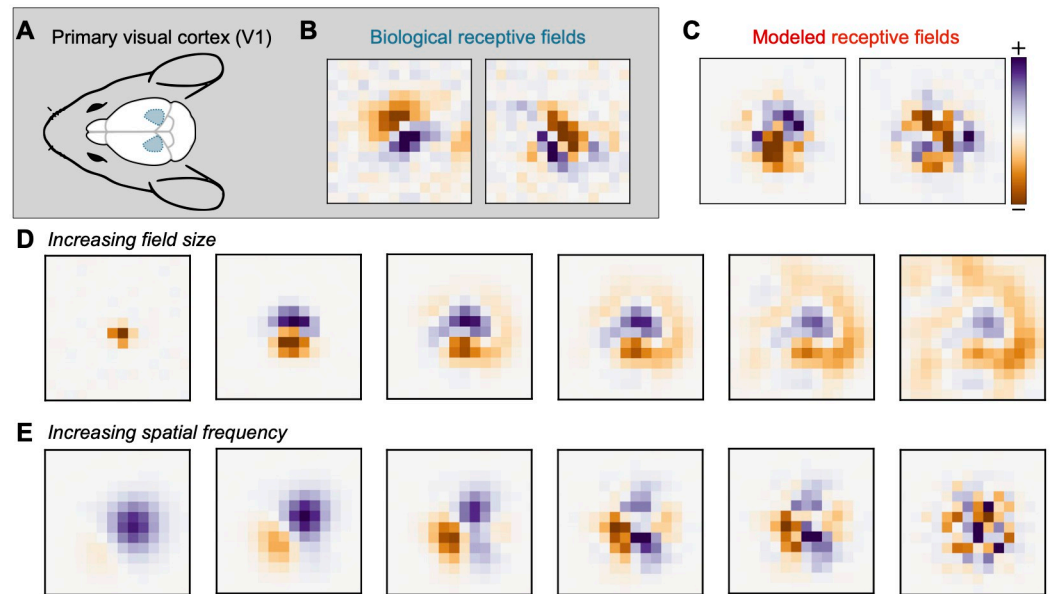 A Primary visual cortex (V1)
B Biological receptive fields
C Modeled receptive fields
+
−
D Increasing field size
E Increasing spatial frequency